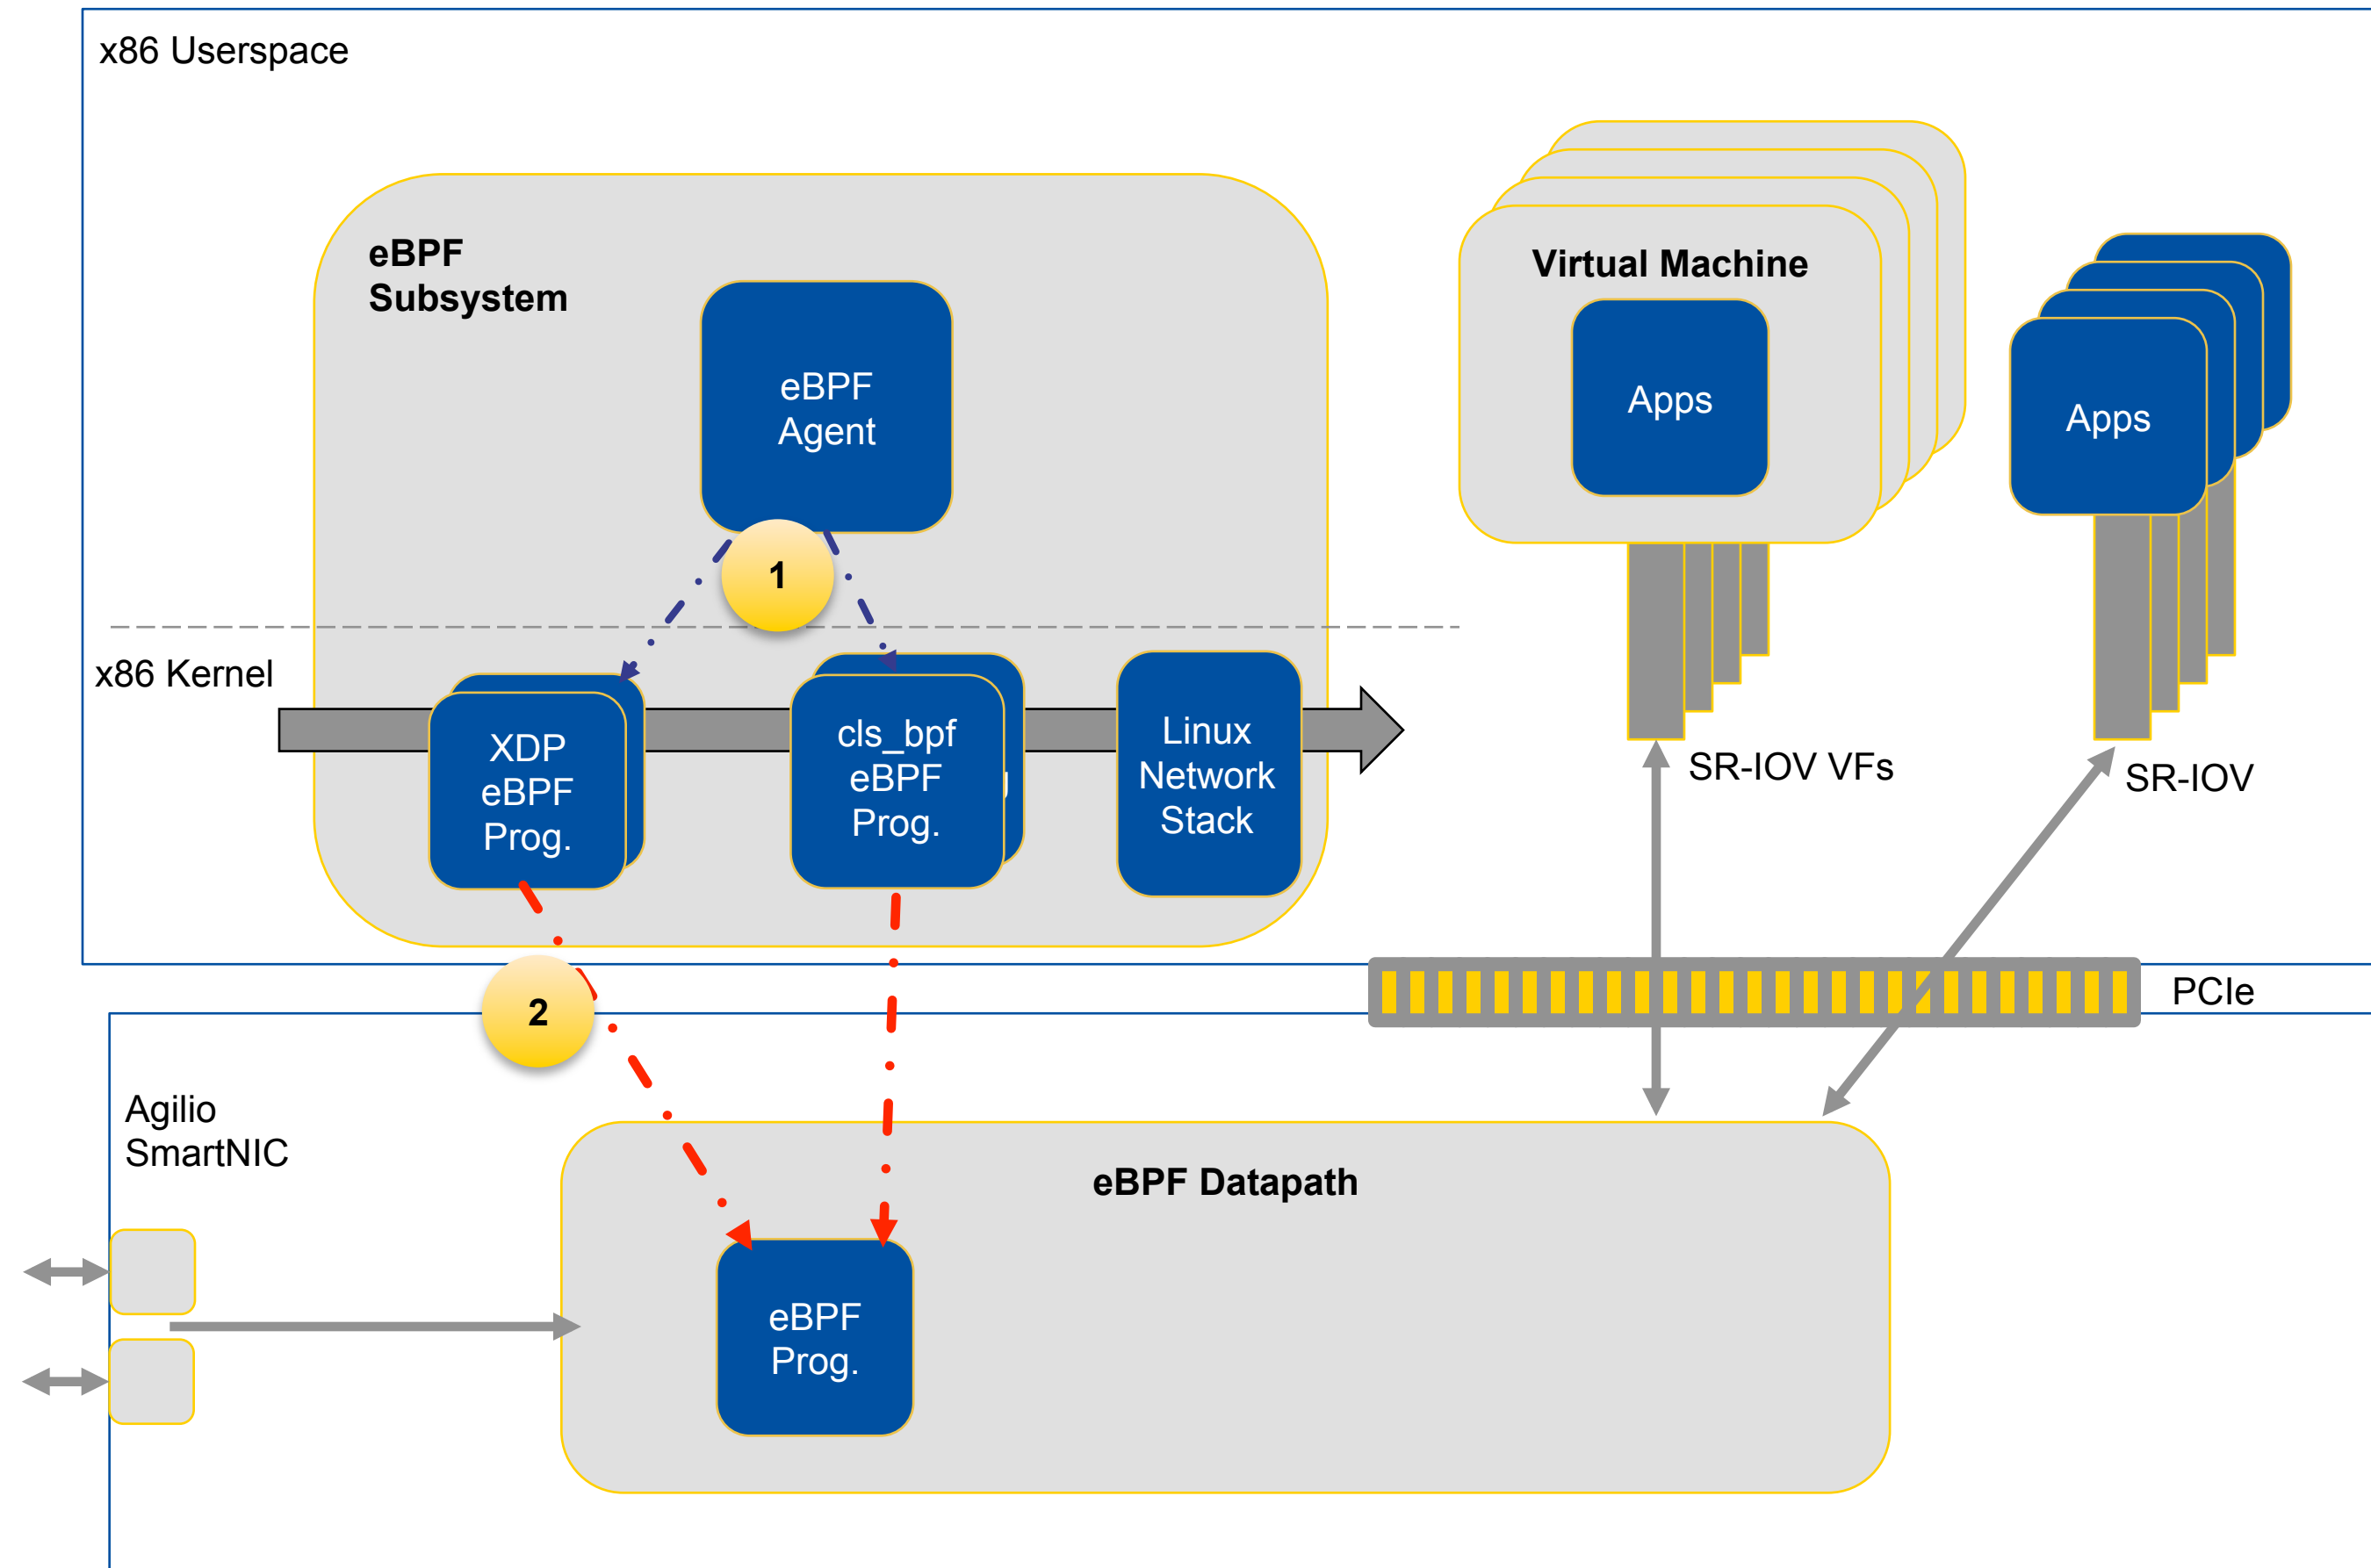 x86 Userspace
eBPF
Subsystem
eBPF
Agent
1
Virtual Machine
Apps
Apps
x86 Kernel
XDP
eBPF
Prog.
cls_bpf
eBPF
Prog.
Linux
Network
Stack
SR-IOV VFs
SR-IOV
PCIe
2
Agilio
SmartNIC
eBPF Datapath
eBPF
Prog.